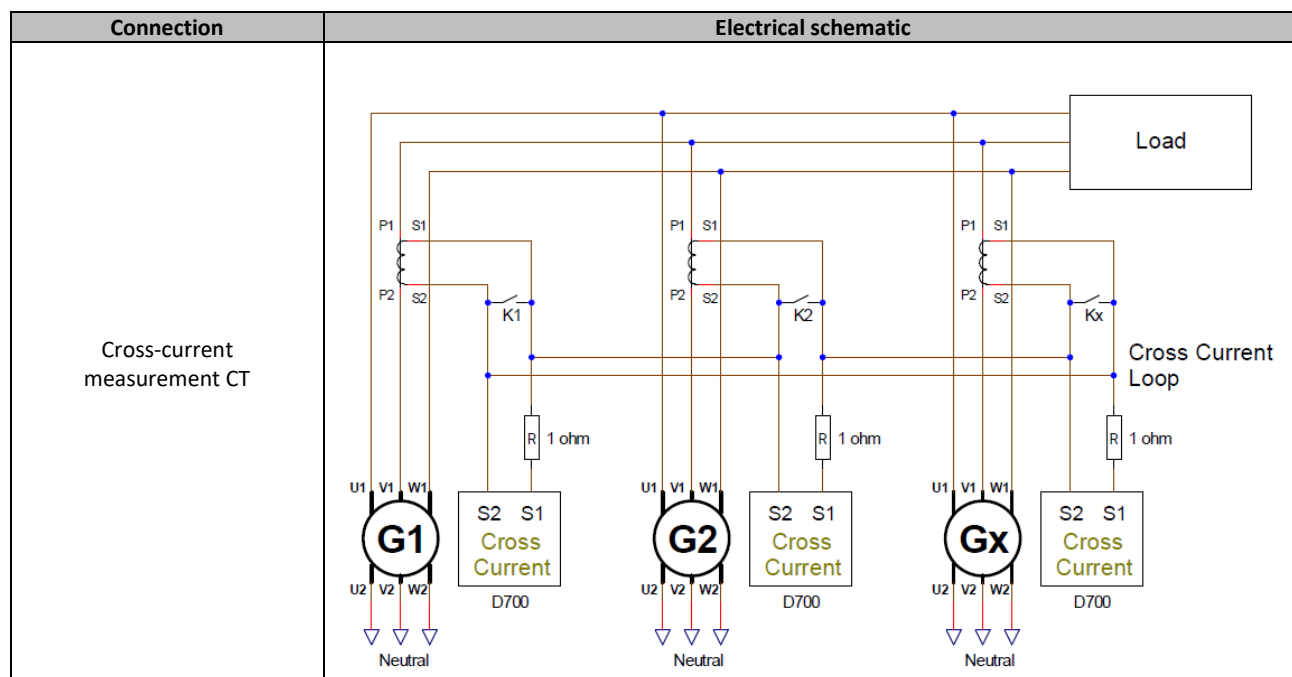 Connection Electrical schematic
Load
P1 S1 P1 S1 P1 S1
P2 S2 P2 S2 P2 S2
K1 K2 Kx
Cross-current
measurement CT
Cross Current
Loop
R 1 ohm R 1 ohm R 1 ohm
U1 V1 W1 U1 V1 W1 U1 V1 W1
S2 S1 S2 S1 S2 S1
G1 Cross G2 Cross Gx Cross
Current Current Current
U2 V2 W2 U2 V2 W2 U2 V2 W2
D700 D700 D700
Neutral Neutral Neutral